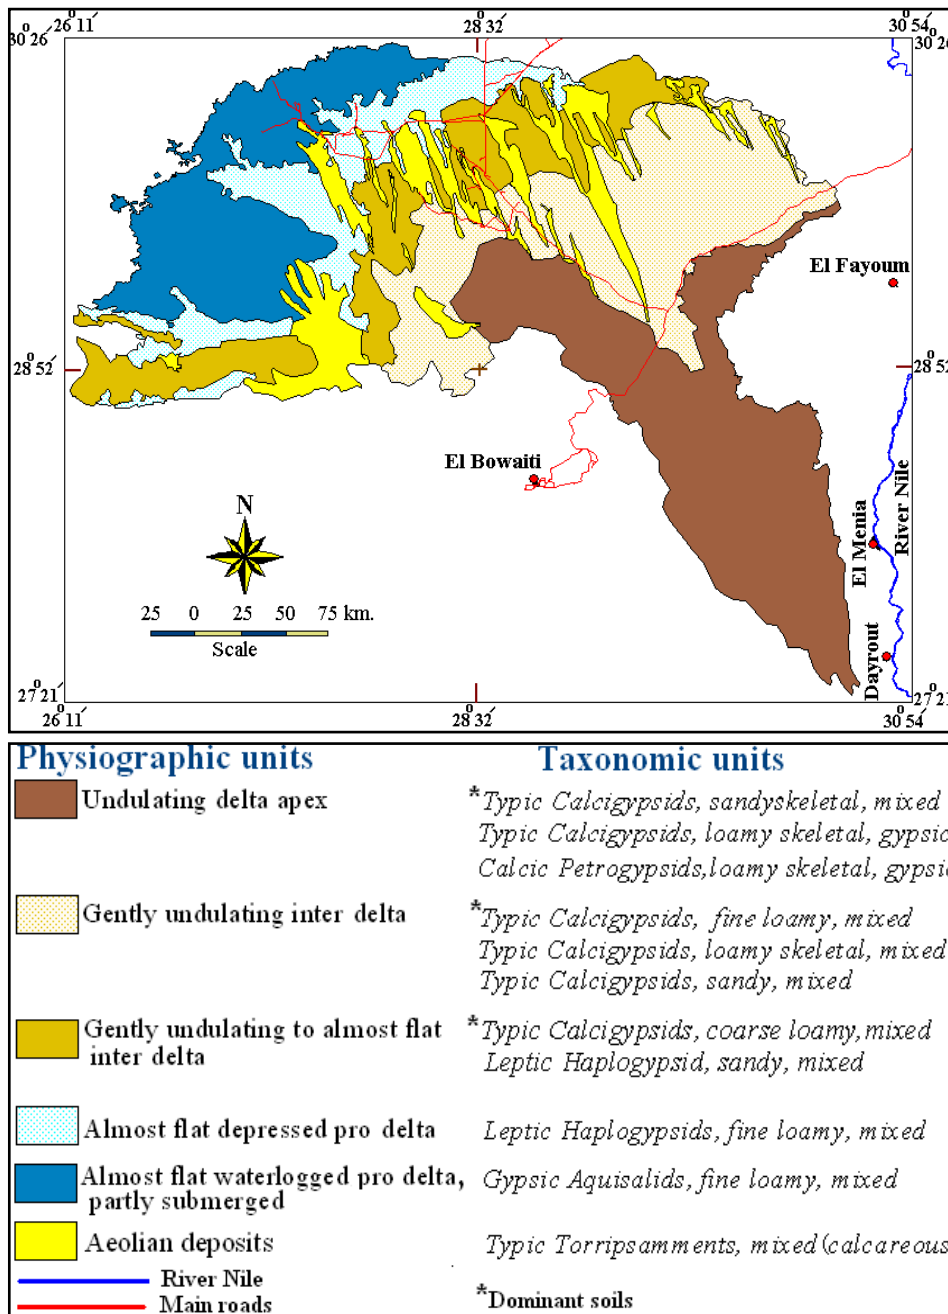 26° 11' 28° 32' 30° 54'
30° 26' 30° 26
El Fayoum
28° 52' 28° 52
El Bowaiti
River Nile
El Menia
N
25 0 25 50 75 km.
Scale
Dayrout
27° 21' 27° 21
26° 11' 28° 32' 30° 54
Physiographic units Taxonomic units
Undulating delta apex *Typic Calcigypsids, sandyskeletal, mixed
Typic Calcigypsids, loamy skeletal, gypsic
Calcic Petrogypsids,loamy skeletal, gypsic
Gently undulating inter delta *Typic Calcigypsids, fine loamy, mixed
Typic Calcigypsids, loamy skeletal, mixed
Typic Calcigypsids, sandy, mixed
Gently undulating to almost flat *Typic Calcigypsids, coarse loamy, mixed
inter delta Leptic Haplogypsid, sandy, mixed
Almost flat depressed pro delta Leptic Haplogypsids, fine loamy, mixed
Almost flat waterlogged pro delta, Gypsic Aquisalids, fine loamy, mixed
partly submerged
Aeolian deposits Typic Torripsamments, mixed (calcareous
River Nile
Main roads *Dominant soils